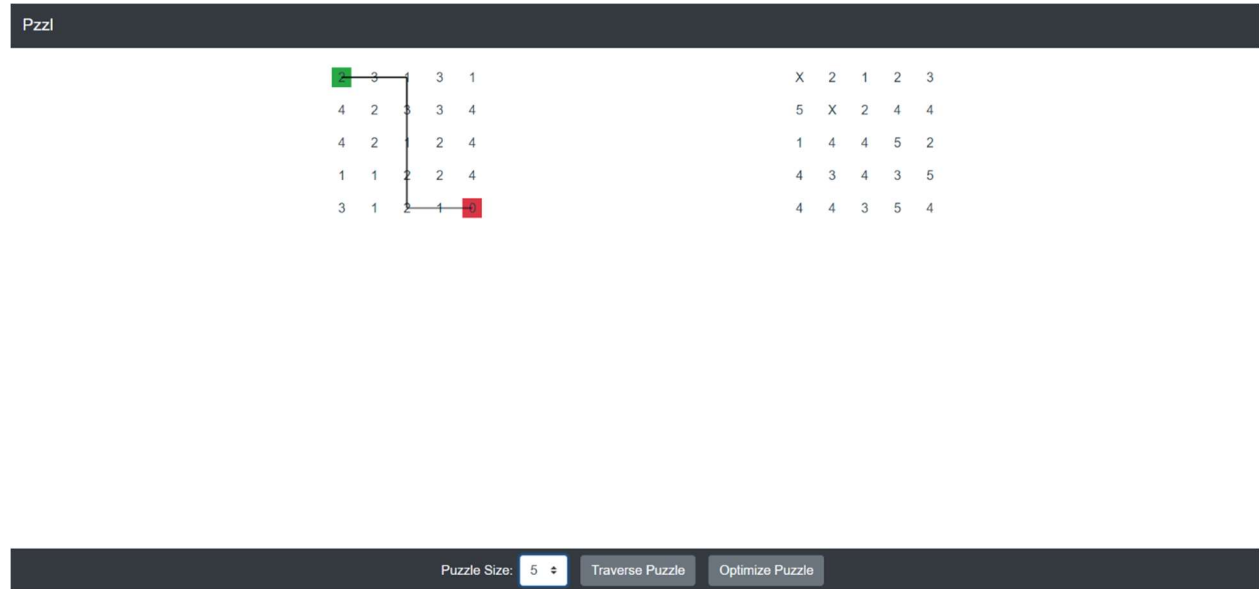 Pzzl
2 3 1 3 1 X 2 1 2 3
4 2 3 3 4 5 X 2 4 4
4 2 1 2 4 1 4 4 5 2
1 1 2 2 4 4 3 4 3 5
3 1 2 1 0 4 4 3 5 4
Puzzle Size: 5 Traverse Puzzle Optimize Puzzle